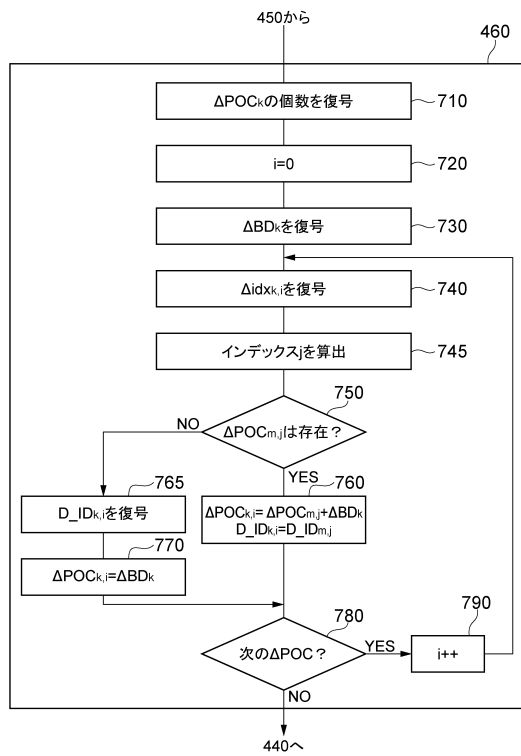 450から
460
ΔPOCkの個数を復号
710
i=0
720
ΔBDkを復号
730
Δidxk,iを復号
740
インデックスjを算出
745
750
ΔPOCm,jは存在？
NO
YES
765
D_IDk,iを復号
760
ΔPOCk,i= ΔPOCm,j+ΔBDk
D_IDk,i=D_IDm,j
770
ΔPOCk,i=ΔBDk
780
次のΔPOC？
YES
790
i++
NO
440へ